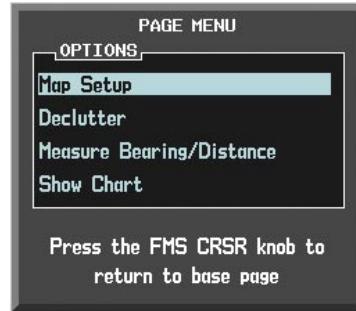 PAGE MENU
OPTIONS
Map Setup
Declutter
Measure Bearing/Distance
Show Chart
Press the FMS CRSR knob to
return to base page